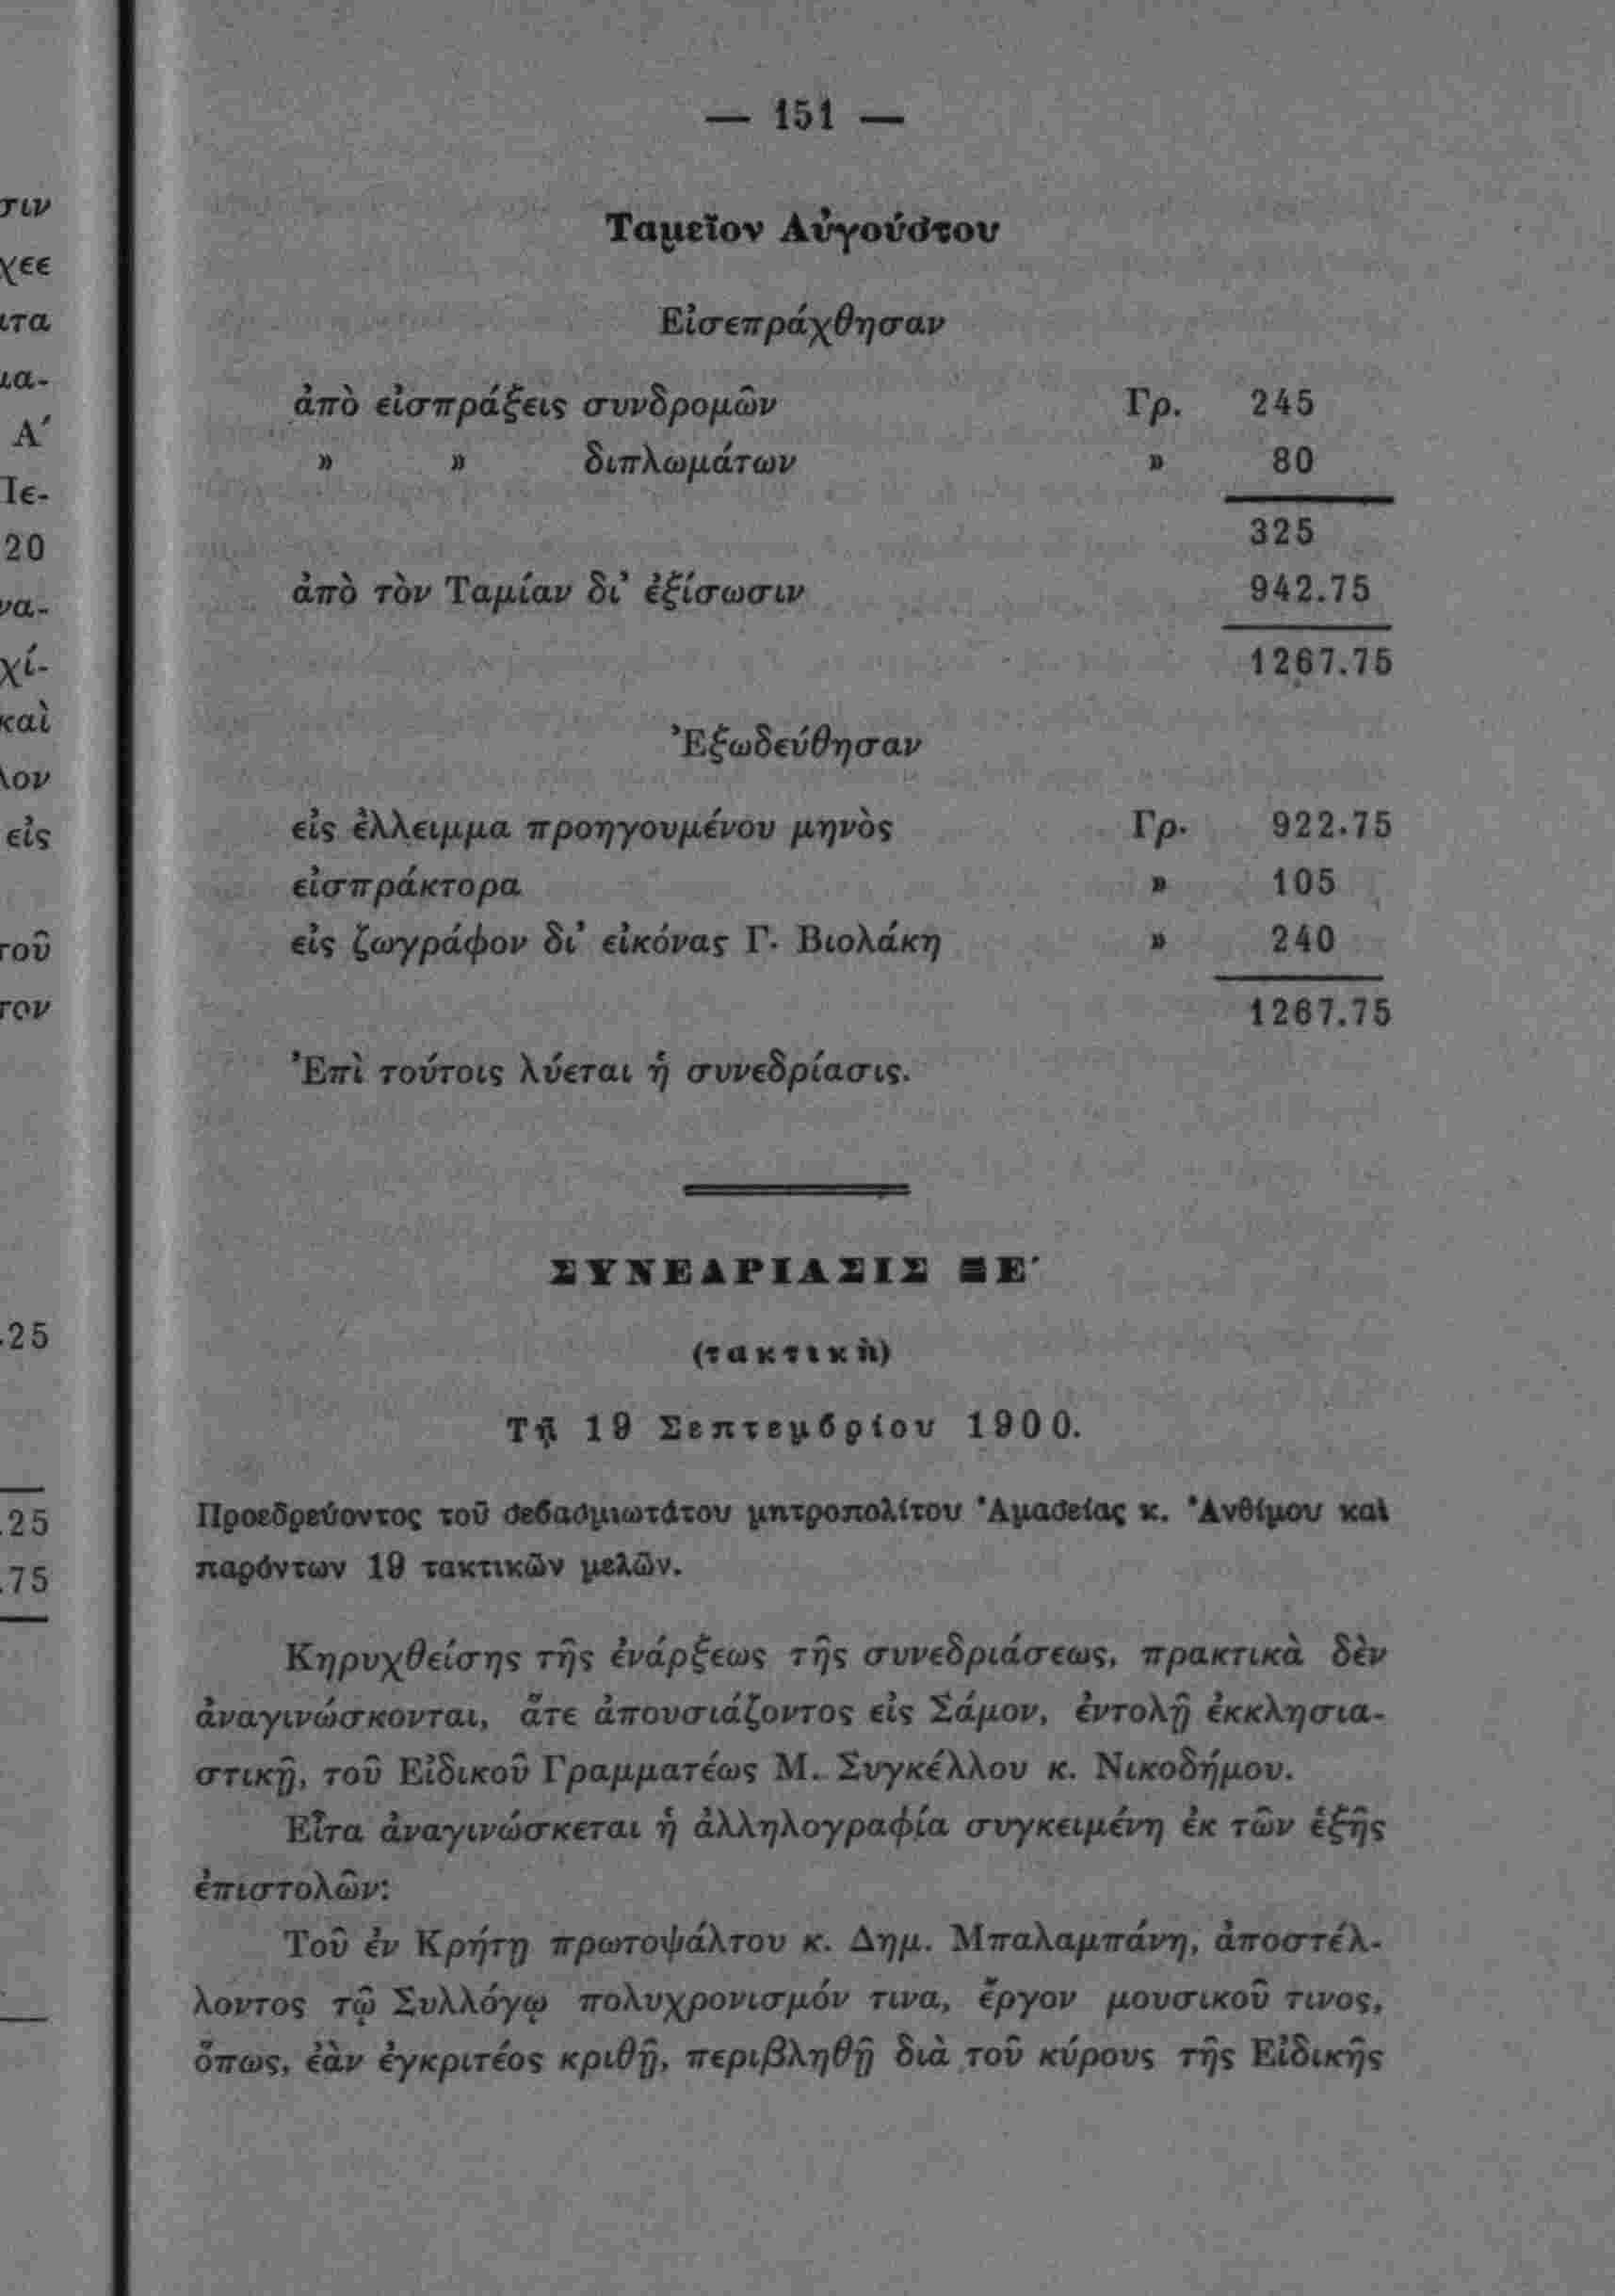 — 151 —
Ταμεῖον Αὐγούστου
Εἰσεπράχθησαν
ἀπὸ εἰσπράξεις συνδρομῶν Γρ. 245
» » διπλωμάτων » 80
325
ἀπὸ τὸν Ταμίαν δι' ἐξίσωσιν 942.75
1267.75
Ἐξωδεύθησαν
εἰς ἐλλειμμα προηγουμένου μηνὸς Γρ. 922.75
εἰσπράκτορα » 105
εἰς ζωγράφον δι' εἰκόνας Γ. Βιολάκη » 240
1267.75
Ἐπὶ τούτοις λύεται ἡ συνεδρίασις.
ΣΥΝΕΔΡΙΑΣΙΣ ΞΕ'
(τακτικὴ)
Τῇ 19 Σεπτεμβρίου 1900.
Προεδρεύοντος τοῦ σεβασμιωτάτου μητροπολίτου Ἀμασείας κ. Ἀνθίμου καὶ
παρόντων 19 τακτικῶν μελῶν.
Κηρυχθείσης τῆς ἐνάρξεως τῆς συνεδριάσεως, πρακτικὰ δὲν
ἀναγινώσκονται, ἅτε ἀπουσιάζοντος εἰς Σάμον, ἐντολῇ ἐκκλησια-
στικῇ, τοῦ Εἰδικοῦ Γραμματέως Μ. Συγκέλλου κ. Νικοδήμου.
Εἶτα ἀναγινώσκεται ἡ ἀλληλογραφία συγκειμένη ἐκ τῶν ἑξῆς
ἐπιστολῶν:
Τοῦ ἐν Κρήτῃ πρωτοψάλτου κ. Δημ. Μπαλαμπάνη, ἀποστέλ-
λοντος τῷ Συλλόγῳ πολυχρονισμόν τινα, ἔργον μουσικοῦ τινος,
ὅπως, ἐὰν ἐγκριτέος κριθῇ, περιβληθῇ διὰ τοῦ κύρους τῆς Εἰδικῆς